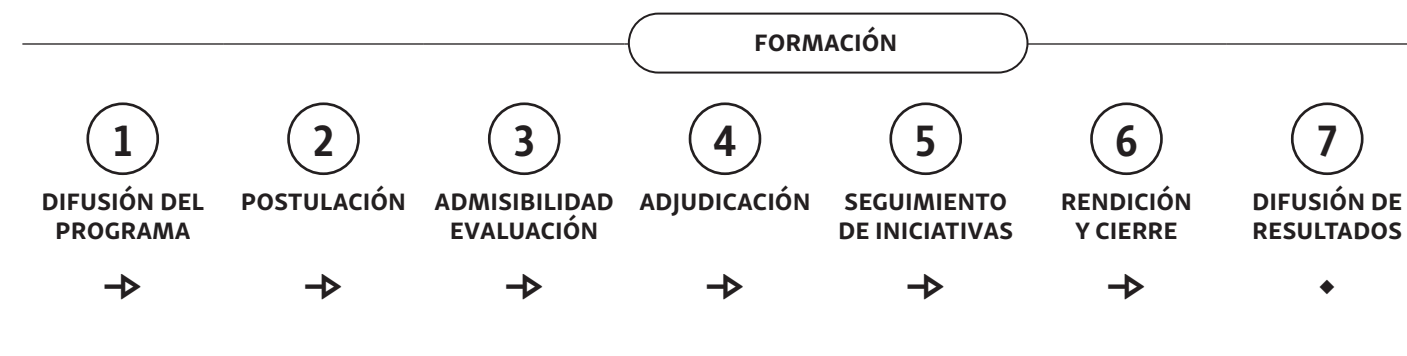 FORMACIÓN
1
DIFUSIÓN DEL
PROGRAMA
2
POSTULACIÓN
3
ADMISIBILIDAD
EVALUACIÓN
4
ADJUDICACIÓN
5
SEGUIMIENTO
DE INICIATIVAS
6
RENDICIÓN
Y CIERRE
7
DIFUSIÓN DE
RESULTADOS